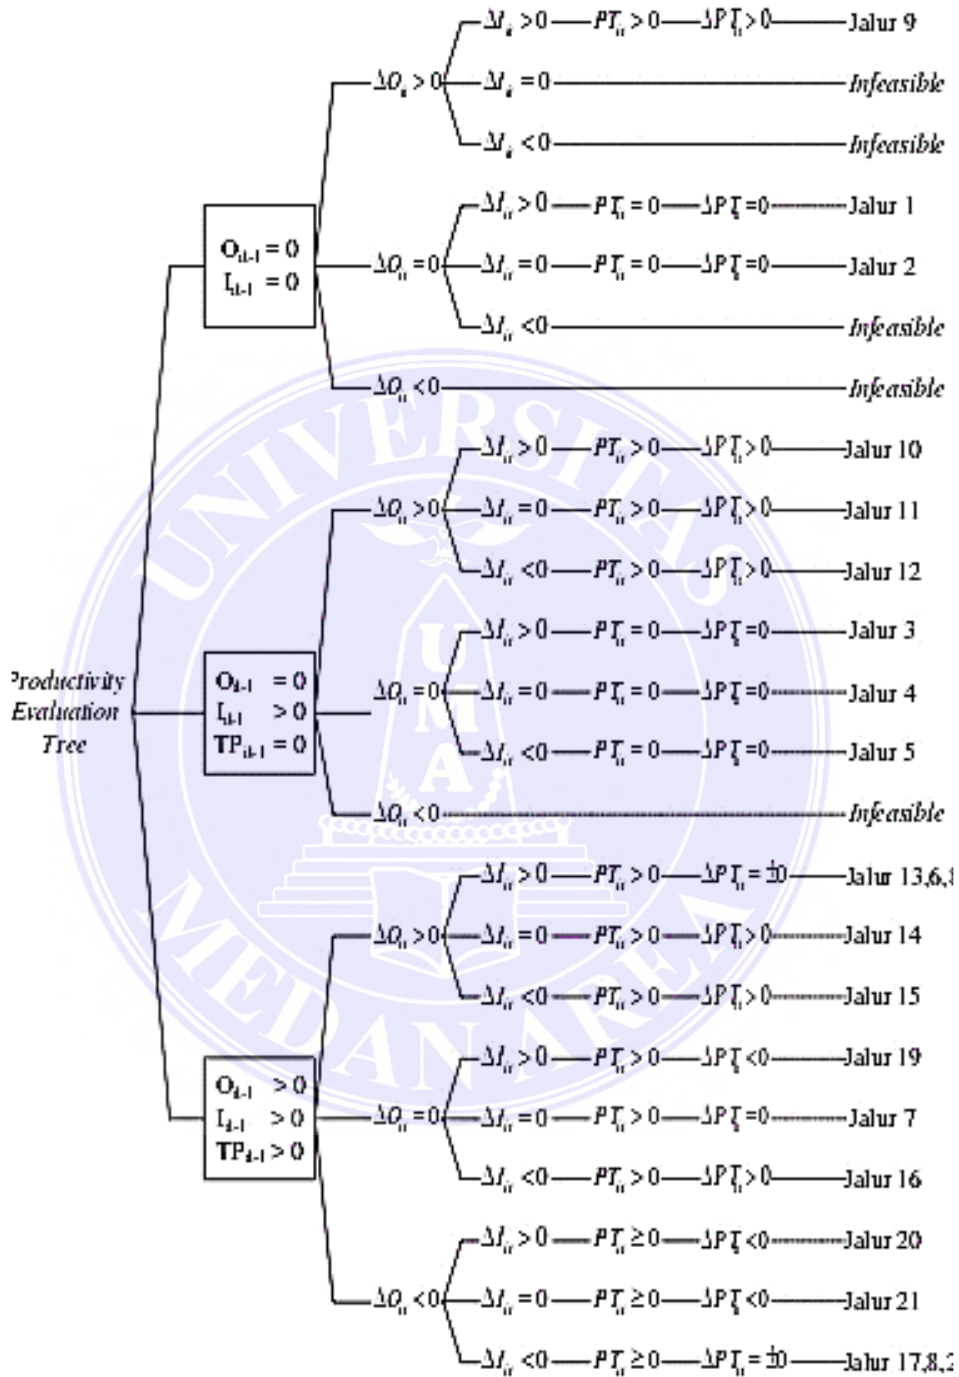 ΔI_it >0 PT_it >0 ΔPT_it >0 Jalur 9
ΔO_it >0 ΔI_it =0 Infeasible
ΔI_it <0 Infeasible
ΔI_it >0 PT_it =0 ΔPT_it =0 Jalur 1
O_it-1 = 0
I_it-1 = 0
ΔO_it =0 ΔI_it =0 PT_it =0 ΔPT_it =0 Jalur 2
ΔI_it <0 Infeasible
ΔO_it <0 Infeasible
ΔI_it >0 PT_it >0 ΔPT_it >0 Jalur 10
ΔO_it >0 ΔI_it =0 PT_it >0 ΔPT_it >0 Jalur 11
ΔI_it <0 PT_it >0 ΔPT_it >0 Jalur 12
ΔI_it >0 PT_it =0 ΔPT_it =0 Jalur 3
Productivity
Evaluation
Tree
O_it-1 = 0
I_it-1 > 0
TP_it-1 = 0
ΔO_it =0 ΔI_it =0 PT_it =0 ΔPT_it =0 Jalur 4
ΔI_it <0 PT_it =0 ΔPT_it =0 Jalur 5
ΔO_it <0 Infeasible
ΔI_it >0 PT_it >0 ΔPT_it = ±0 Jalur 13,6,
ΔO_it >0 ΔI_it =0 PT_it >0 ΔPT_it >0 Jalur 14
ΔI_it <0 PT_it >0 ΔPT_it >0 Jalur 15
ΔI_it >0 PT_it >0 ΔPT_it <0 Jalur 19
O_it-1 > 0
I_it-1 > 0
TP_it-1 > 0
ΔO_it =0 ΔI_it =0 PT_it >0 ΔPT_it =0 Jalur 7
ΔI_it <0 PT_it >0 ΔPT_it >0 Jalur 16
ΔI_it >0 PT_it ≥0 ΔPT_it <0 Jalur 20
ΔO_it <0 ΔI_it =0 PT_it ≥0 ΔPT_it <0 Jalur 21
ΔI_it <0 PT_it ≥0 ΔPT_it = ±0 Jalur 17,8,
UNIVERSITAS
UMA
MEDAN AREA